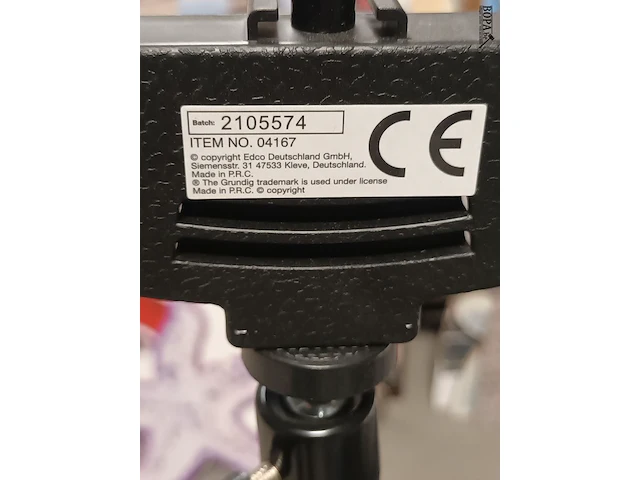 BOPA
Batch: 2105574
ITEM NO. 04167
© copyright Edco Deutschland GmbH,
Siemensstr. 31 47533 Kleve, Deutschland.
Made in P.R.C.
® The Grundig trademark is used under license
Made in P.R.C. © copyright
CE